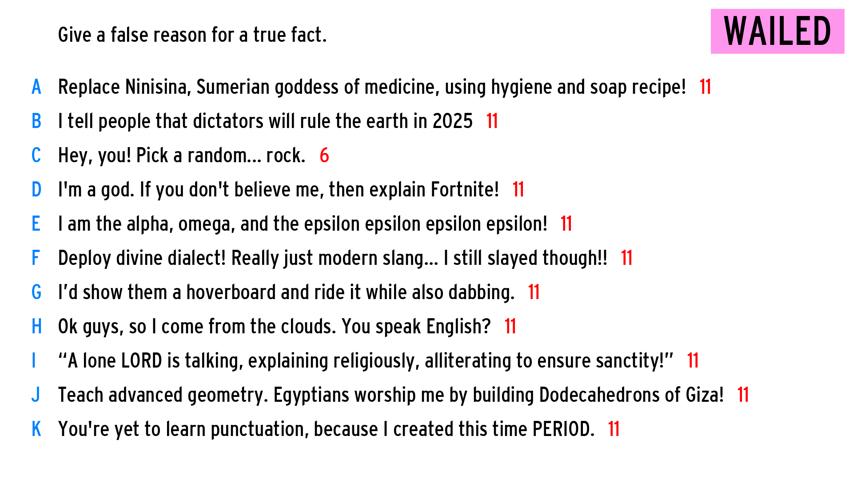 Give a false reason for a true fact.
WAILED
A Replace Ninisina, Sumerian goddess of medicine, using hygiene and soap recipe! 11
B I tell people that dictators will rule the earth in 2025 11
C Hey, you! Pick a random... rock. 6
D I'm a god. If you don't believe me, then explain Fortnite! 11
E I am the alpha, omega, and the epsilon epsilon epsilon epsilon! 11
F Deploy divine dialect! Really just modern slang... I still slayed though!! 11
G I’d show them a hoverboard and ride it while also dabbing. 11
H Ok guys, so I come from the clouds. You speak English? 11
I “A lone LORD is talking, explaining religiously, alliterating to ensure sanctity!” 11
J Teach advanced geometry. Egyptians worship me by building Dodecahedrons of Giza! 11
K You're yet to learn punctuation, because I created this time PERIOD. 11